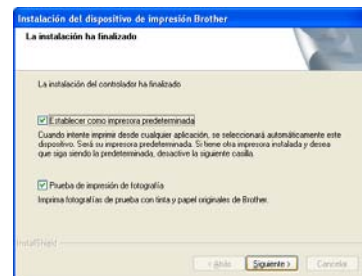 Instalación del dispositivo de impresión Brother
La instalación ha finalizado
La instalación del controlador ha finalizado
Establecer como impresora predeterminada
Cuando intente imprimir desde cualquier aplicación, se seleccionará automáticamente este
dispositivo. Será su impresora predeterminada. Si tiene otra impresora instalada y desea
que siga siendo la predeterminada, desactive la siguiente casilla.
Prueba de impresión de fotografía
Imprima fotografías de prueba con tinta y papel originales de Brother.
InstallShield
< Atrás Siguiente > Cancelar